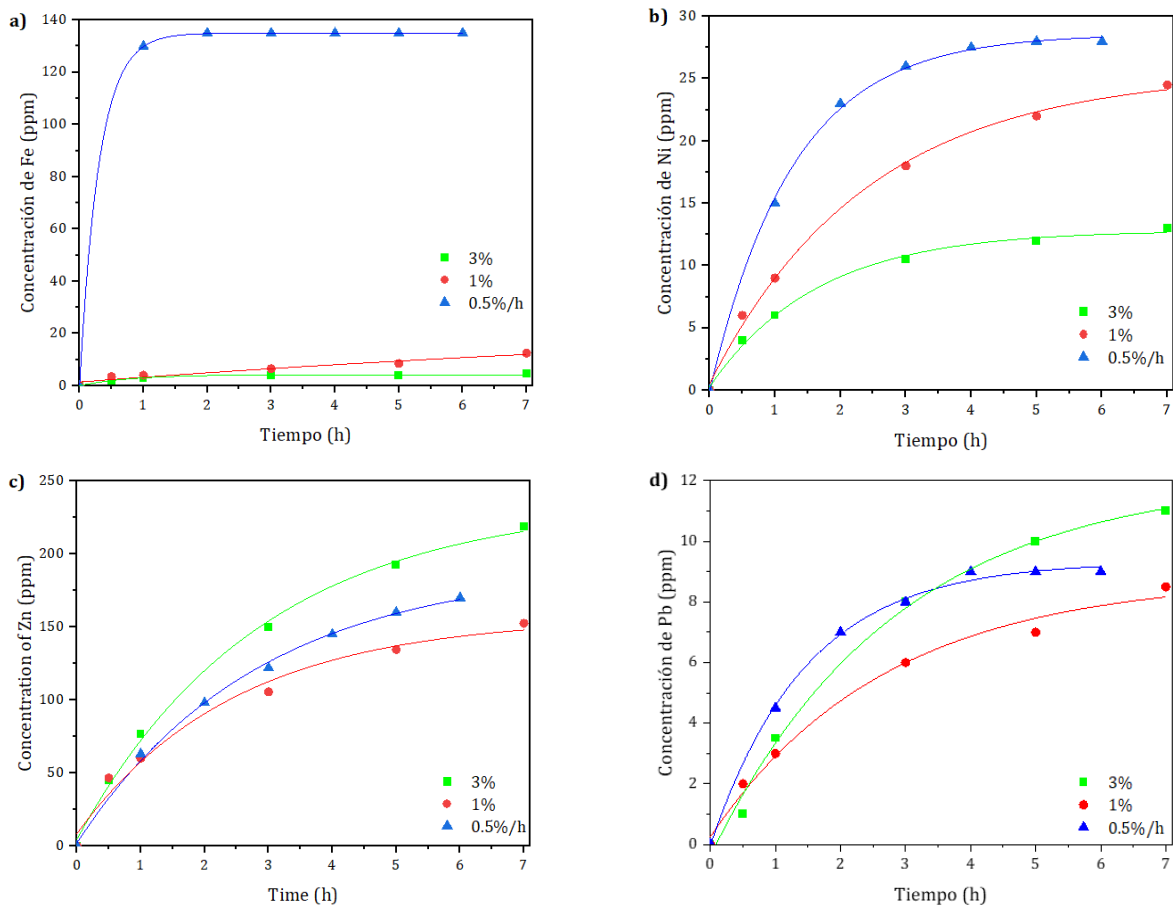 a)
140
120
100
80
60
40
20
0
Concentración de Fe (ppm)
3%
1%
0.5%/h
0 1 2 3 4 5 6 7
Tiempo (h)
b)
30
25
20
15
10
5
0
Concentración de Ni (ppm)
3%
1%
0.5%/h
0 1 2 3 4 5 6 7
Tiempo (h)
c)
250
200
150
100
50
0
Concentration of Zn (ppm)
3%
1%
0.5%/h
0 1 2 3 4 5 6 7
Time (h)
d)
12
10
8
6
4
2
0
Concentración de Pb (ppm)
3%
1%
0.5%/h
0 1 2 3 4 5 6 7
Tiempo (h)